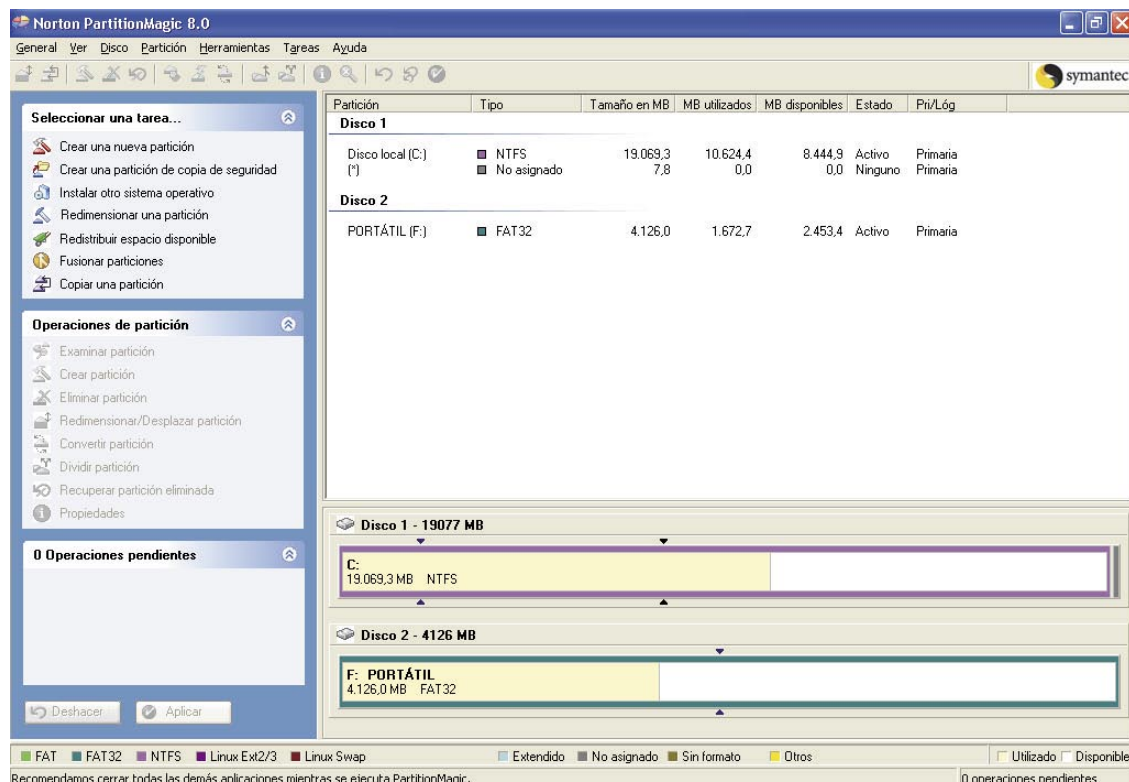 Norton PartitionMagic 8.0
General Ver Disco Partición Herramientas Tareas Ayuda
symantec
Seleccionar una tarea...
Crear una nueva partición
Crear una partición de copia de seguridad
Instalar otro sistema operativo
Redimensionar una partición
Redistribuir espacio disponible
Fusionar particiones
Copiar una partición
Operaciones de partición
Examinar partición
Crear partición
Eliminar partición
Redimensionar/Desplazar partición
Convertir partición
Dividir partición
Recuperar partición eliminada
Propiedades
0 Operaciones pendientes
Deshacer Aplicar
Partición Tipo Tamaño en MB MB utilizados MB disponibles Estado Pri/Lóg
Disco 1
Disco local (C:) NTFS 19.069,3 10.624,4 8.444,9 Activo Primaria
(*) No asignado 7,8 0,0 0,0 Ninguno Primaria
Disco 2
PORTÁTIL (F:) FAT32 4.126,0 1.672,7 2.453,4 Activo Primaria
Disco 1 - 19077 MB
C:
19.069,3 MB NTFS
Disco 2 - 4126 MB
F: PORTÁTIL
4.126,0 MB FAT32
FAT FAT32 NTFS Linux Ext2/3 Linux Swap Extendido No asignado Sin formato Otros Utilizado Disponible
Recomendamos cerrar todas las demás aplicaciones mientras se ejecuta PartitionMagic. 0 operaciones pendientes